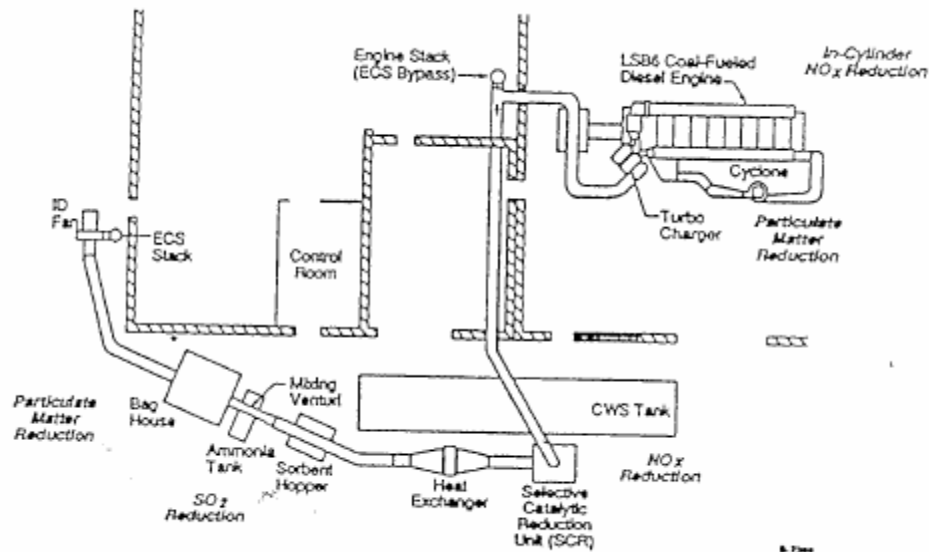 Engine Stack
(ECS Bypass)
LSB6 Coal-Fueled
Diesel Engine
In-Cylinder
NOx Reduction
Cyclone
Turbo
Charger
Particulate
Matter
Reduction
ID
Fan
ECS
Stack
Control
Room
CWS Tank
Particulate
Matter
Reduction
Bag
House
Mixing
Venturi
Ammonia
Tank
Sorbent
Hopper
SO2
Reduction
Heat
Exchanger
Selective
Catalytic
Reduction
Unit (SCR)
NOx
Reduction